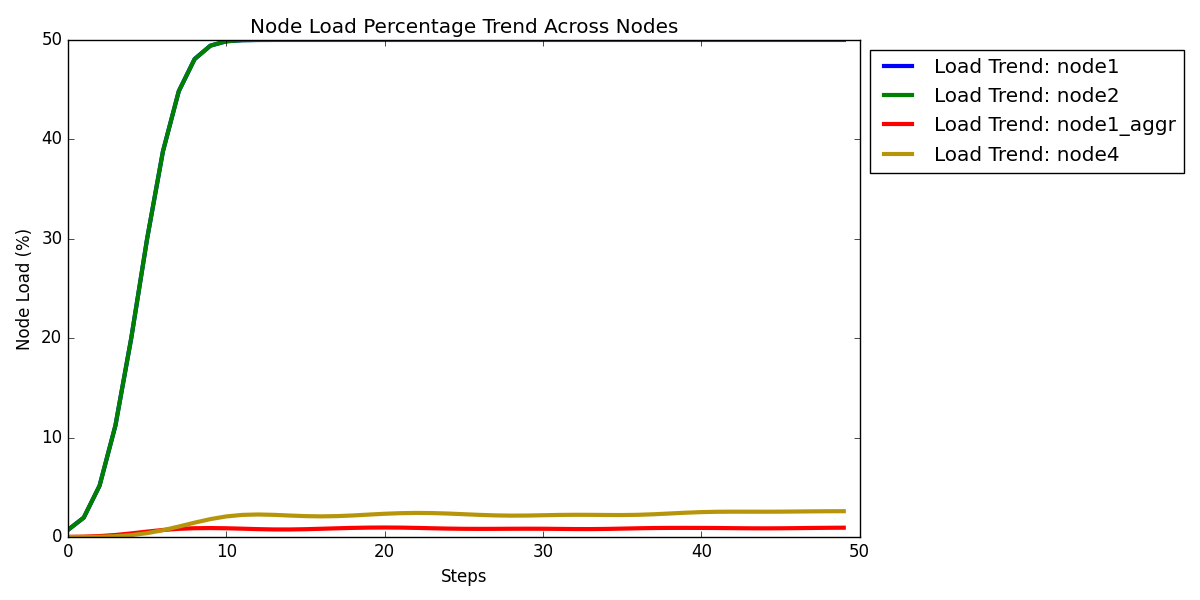 Node Load Percentage Trend Across Nodes
50
40
30
20
10
0
Node Load (%)
0 10 20 30 40 50
Steps
Load Trend: node1
Load Trend: node2
Load Trend: node1_aggr
Load Trend: node4